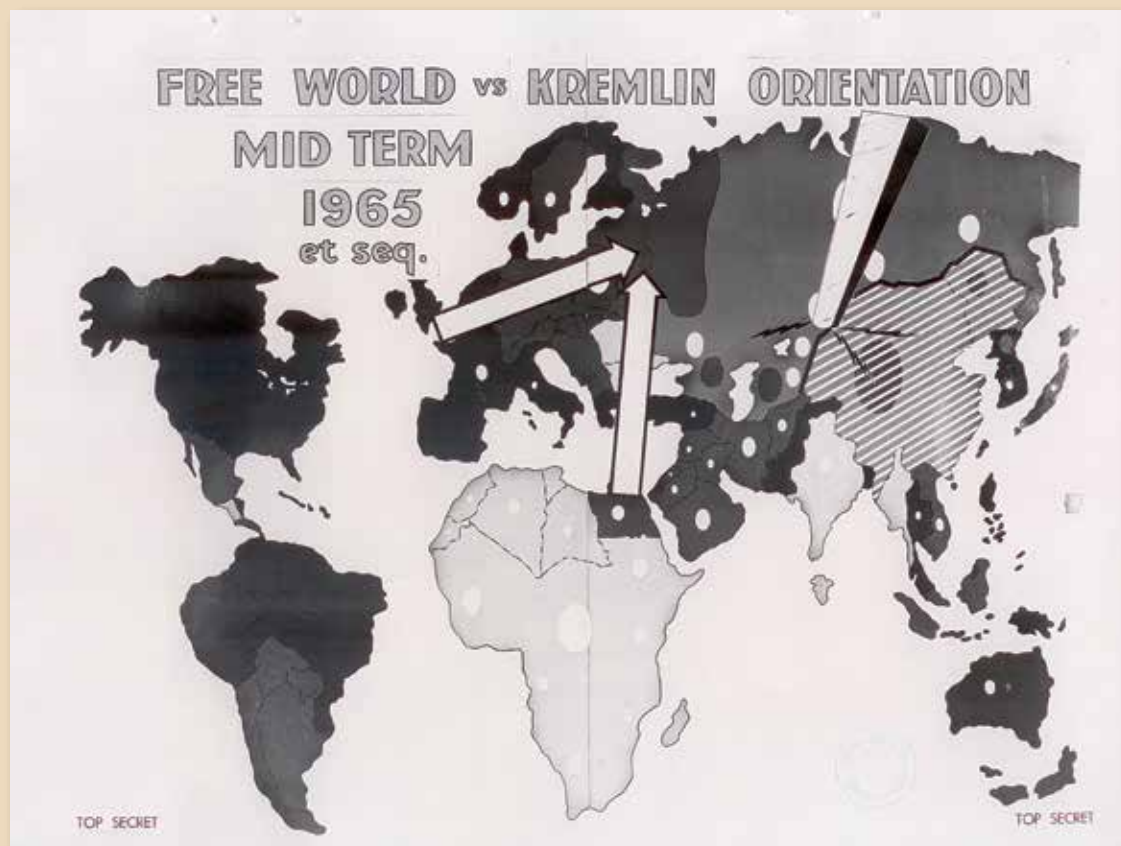 FREE WORLD vs KREMLIN ORIENTATION
MID TERM
1965
et seq.
TOP SECRET
TOP SECRET